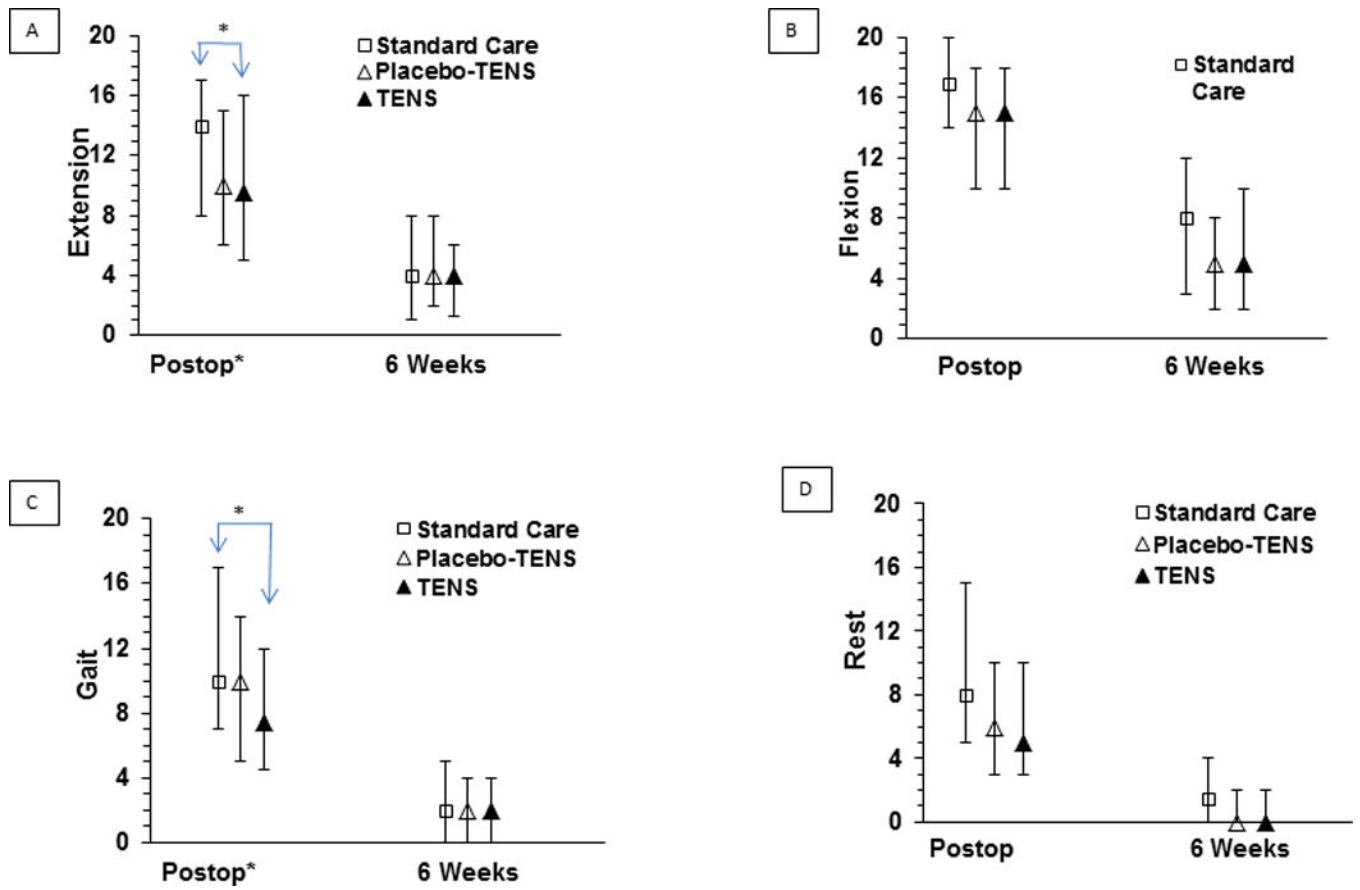 A
*
20
16
12
8
4
0
Extension
□ Standard Care
△ Placebo-TENS
▲ TENS
Postop*
6 Weeks
B
20
16
12
8
4
0
Flexion
□ Standard
Care
Postop
6 Weeks
C
*
20
16
12
8
4
0
Gait
□ Standard Care
△ Placebo-TENS
▲ TENS
Postop*
6 Weeks
D
20
16
12
8
4
0
Rest
□ Standard Care
△ Placebo-TENS
▲ TENS
Postop
6 Weeks